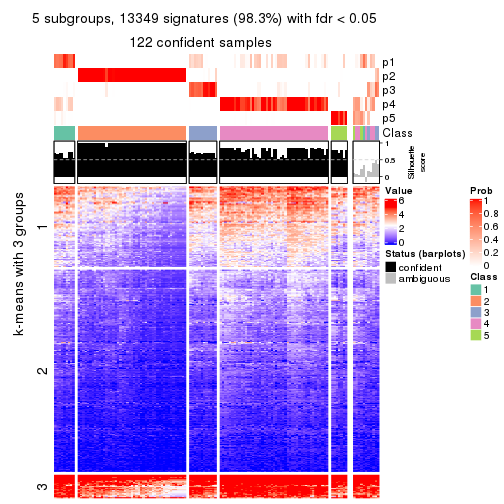 5 subgroups, 13349 signatures (98.3%) with fdr < 0.05
122 confident samples
p1
p2
p3
p4
p5
Class
1
0.5
0
Silhouette
score
k-means with 3 groups
1
2
3
Value
6
4
2
0
Status (barplots)
confident
ambiguous
Prob
1
0.8
0.6
0.4
0.2
0
Class
1
2
3
4
5